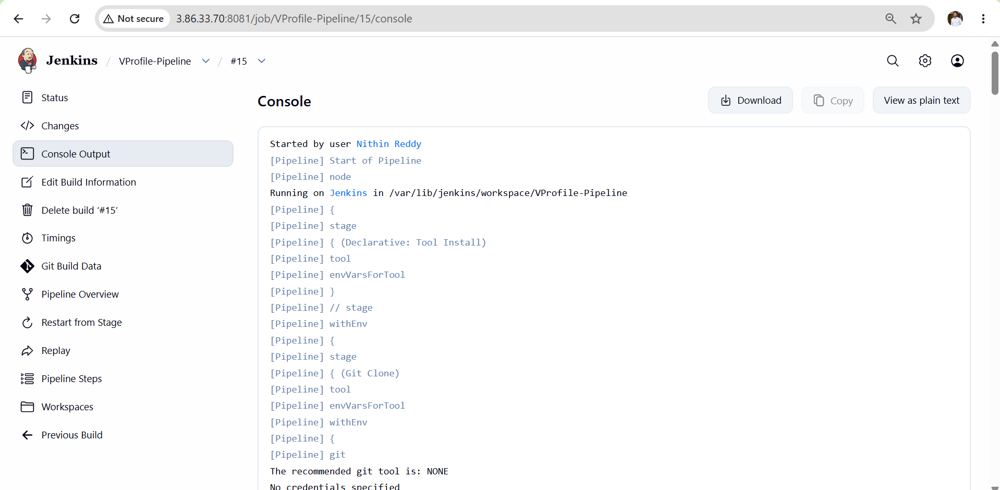 Not secure 3.86.33.70:8081/job/VProfile-Pipeline/15/console
Jenkins / VProfile-Pipeline / #15
Status
Changes
Console Output
Edit Build Information
Delete build ‘#15’
Timings
Git Build Data
Pipeline Overview
Restart from Stage
Replay
Pipeline Steps
Workspaces
Previous Build
Console
Download
Copy
View as plain text
Started by user Nithin Reddy
[Pipeline] Start of Pipeline
[Pipeline] node
Running on Jenkins in /var/lib/jenkins/workspace/VProfile-Pipeline
[Pipeline] {
[Pipeline] stage
[Pipeline] { (Declarative: Tool Install)
[Pipeline] tool
[Pipeline] envVarsForTool
[Pipeline] }
[Pipeline] // stage
[Pipeline] withEnv
[Pipeline] {
[Pipeline] stage
[Pipeline] { (Git Clone)
[Pipeline] tool
[Pipeline] envVarsForTool
[Pipeline] withEnv
[Pipeline] {
[Pipeline] git
The recommended git tool is: NONE
No credentials specified